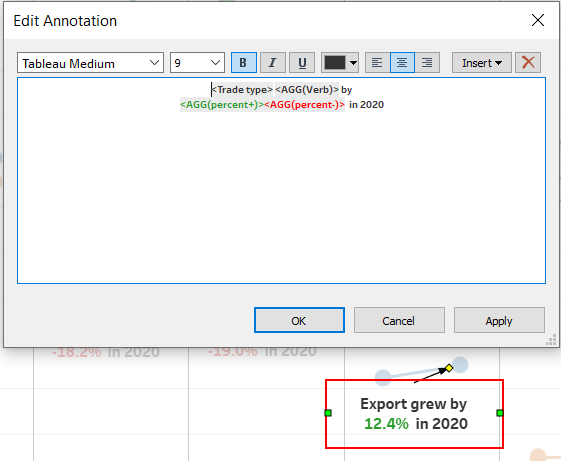 Edit Annotation
Tableau Medium 9 B I U Insert
<Trade type> <AGG(Verb)> by
<AGG(percent+)><AGG(percent-)> in 2020
OK Cancel Apply
-18.2% in 2020 -19.0% in 2020
Export grew by
12.4% in 2020